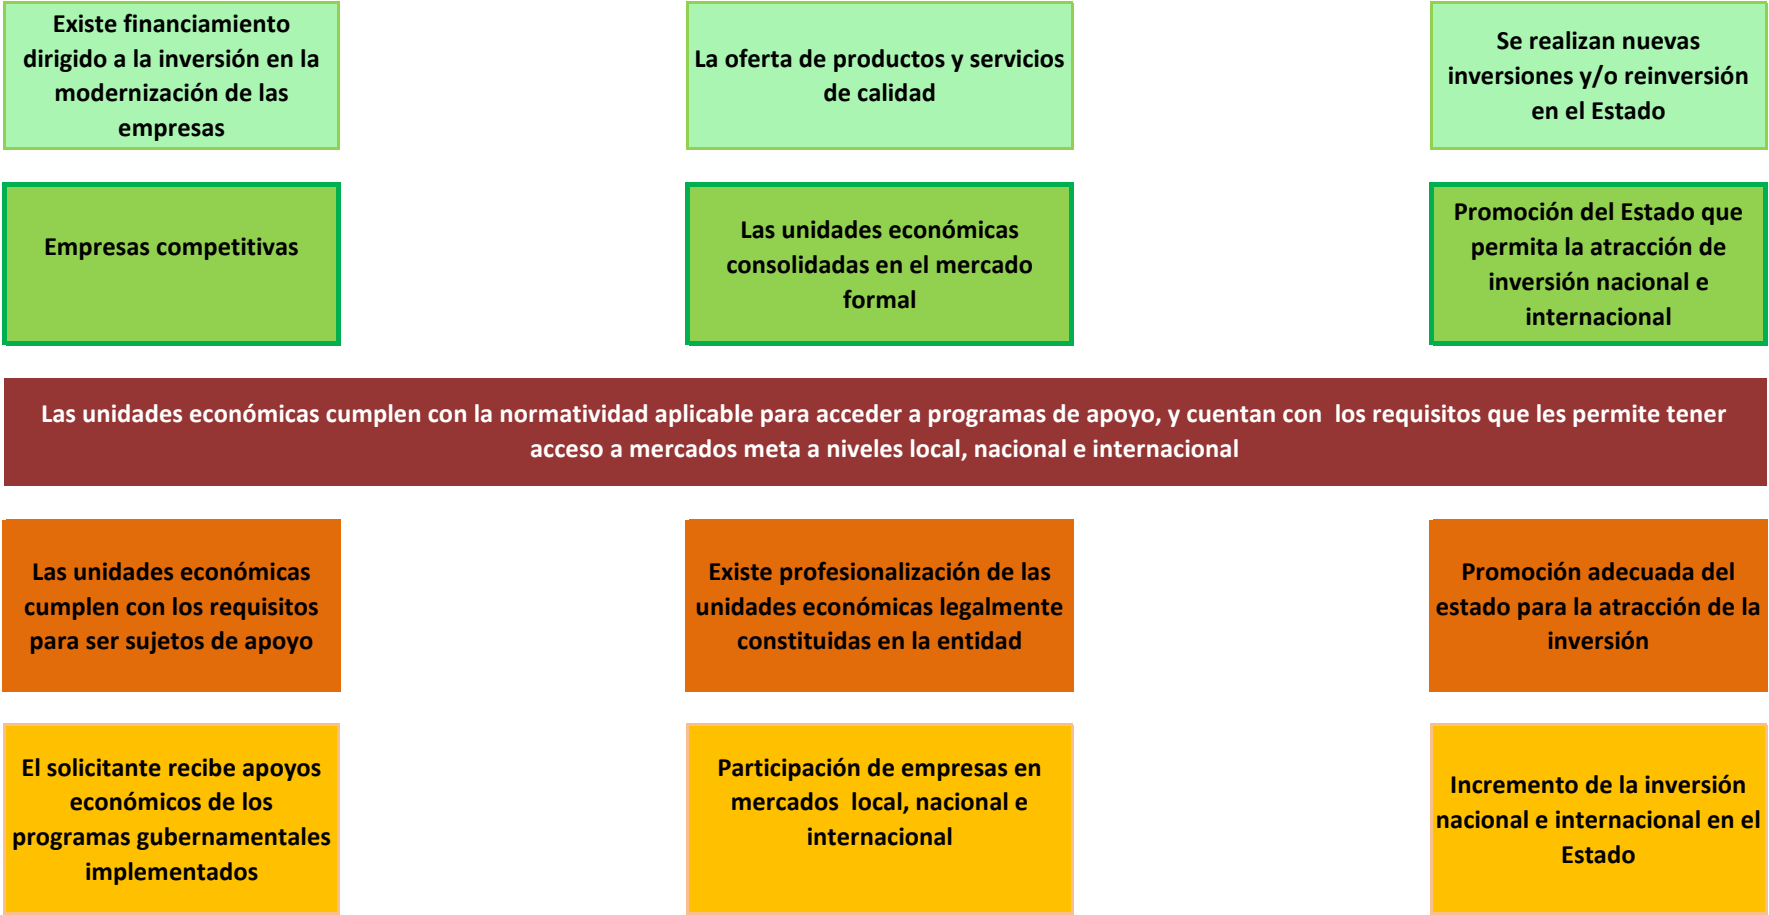 Existe financiamiento
dirigido a la inversión en la
modernización de las
empresas
La oferta de productos y servicios
de calidad
Se realizan nuevas
inversiones y/o reinversión
en el Estado
Empresas competitivas
Las unidades económicas
consolidadas en el mercado
formal
Promoción del Estado que
permita la atracción de
inversión nacional e
internacional
Las unidades económicas cumplen con la normatividad aplicable para acceder a programas de apoyo, y cuentan con  los requisitos que les permite tener
acceso a mercados meta a niveles local, nacional e internacional
Las unidades económicas
cumplen con los requisitos
para ser sujetos de apoyo
Existe profesionalización de las
unidades económicas legalmente
constituidas en la entidad
Promoción adecuada del
estado para la atracción de la
inversión
El solicitante recibe apoyos
económicos de los
programas gubernamentales
implementados
Participación de empresas en
mercados  local, nacional e
internacional
Incremento de la inversión
nacional e internacional en el
Estado